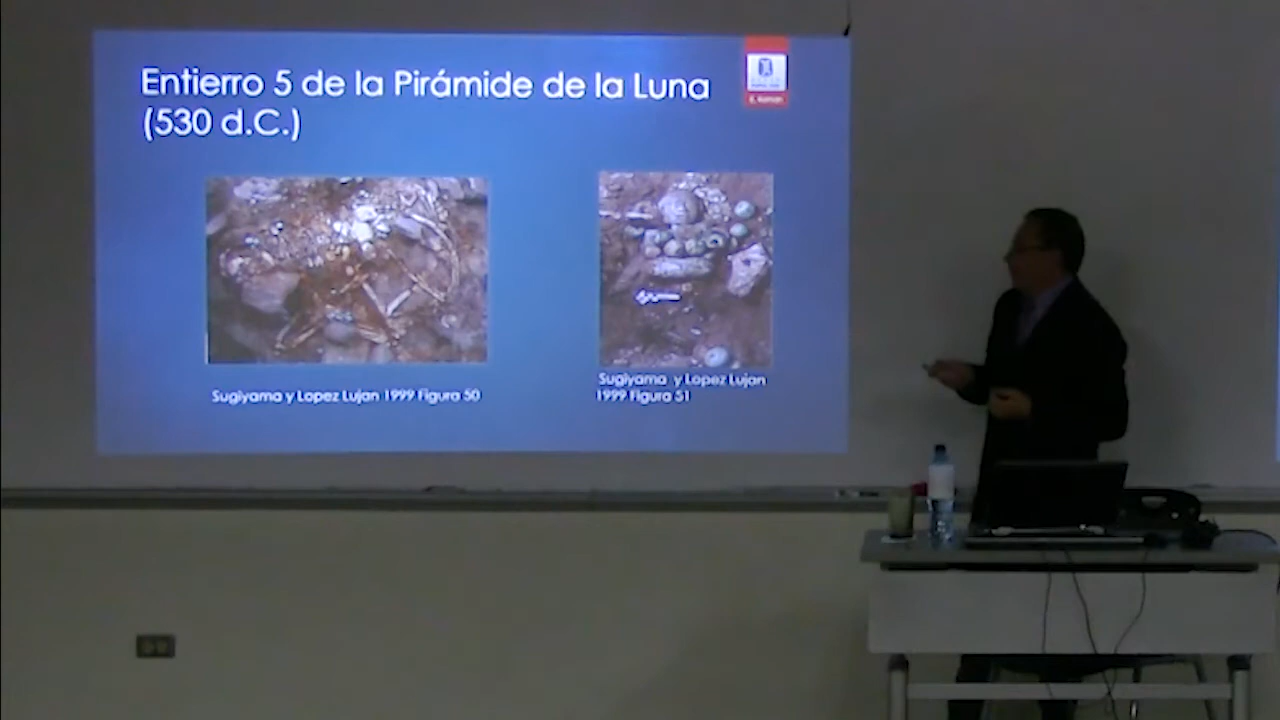 Entierro 5 de la Pirámide de la Luna
(530 d.C.)
Sugiyama y Lopez Lujan 1999 Figura 50
Sugiyama y Lopez Lujan
1999 Figura 51